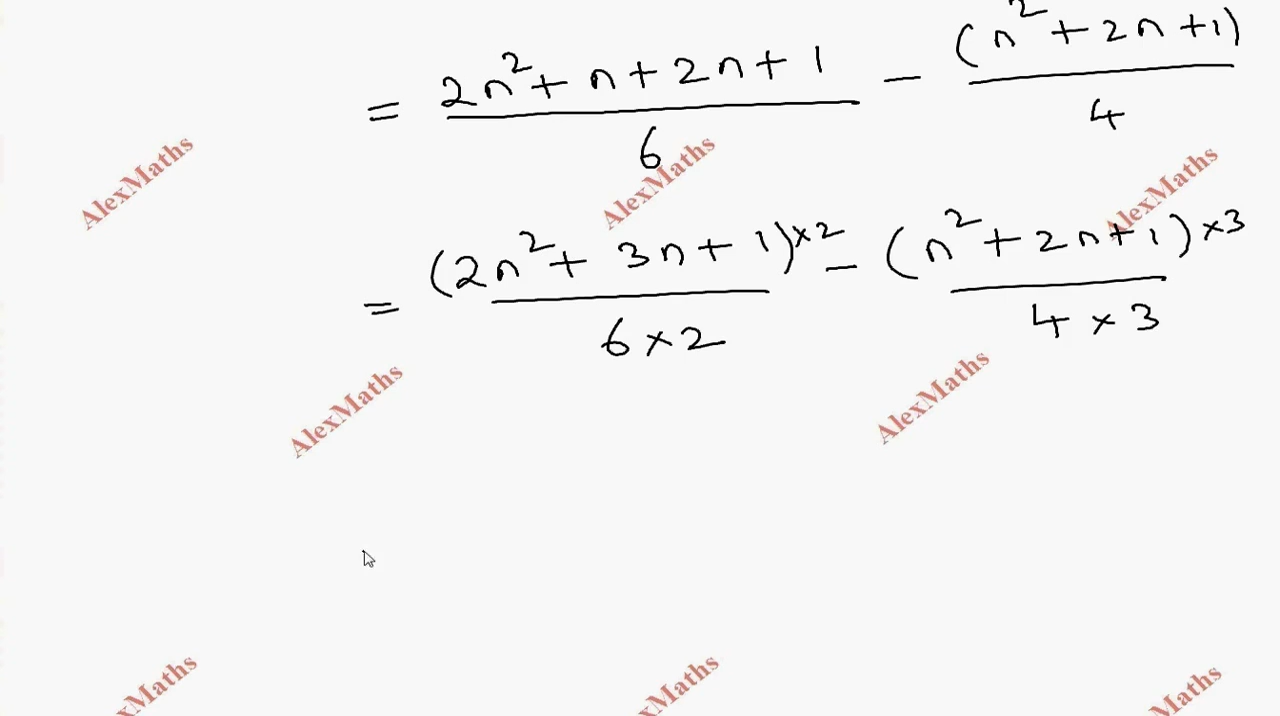 = 2n² + n + 2n + 1 / 6 − (n² + 2n + 1) / 4
AlexMaths AlexMaths AlexMaths
= (2n² + 3n + 1)×2 / 6 × 2 − (n² + 2n + 1)×3 / 4 × 3
AlexMaths AlexMaths
AlexMaths AlexMaths AlexMaths